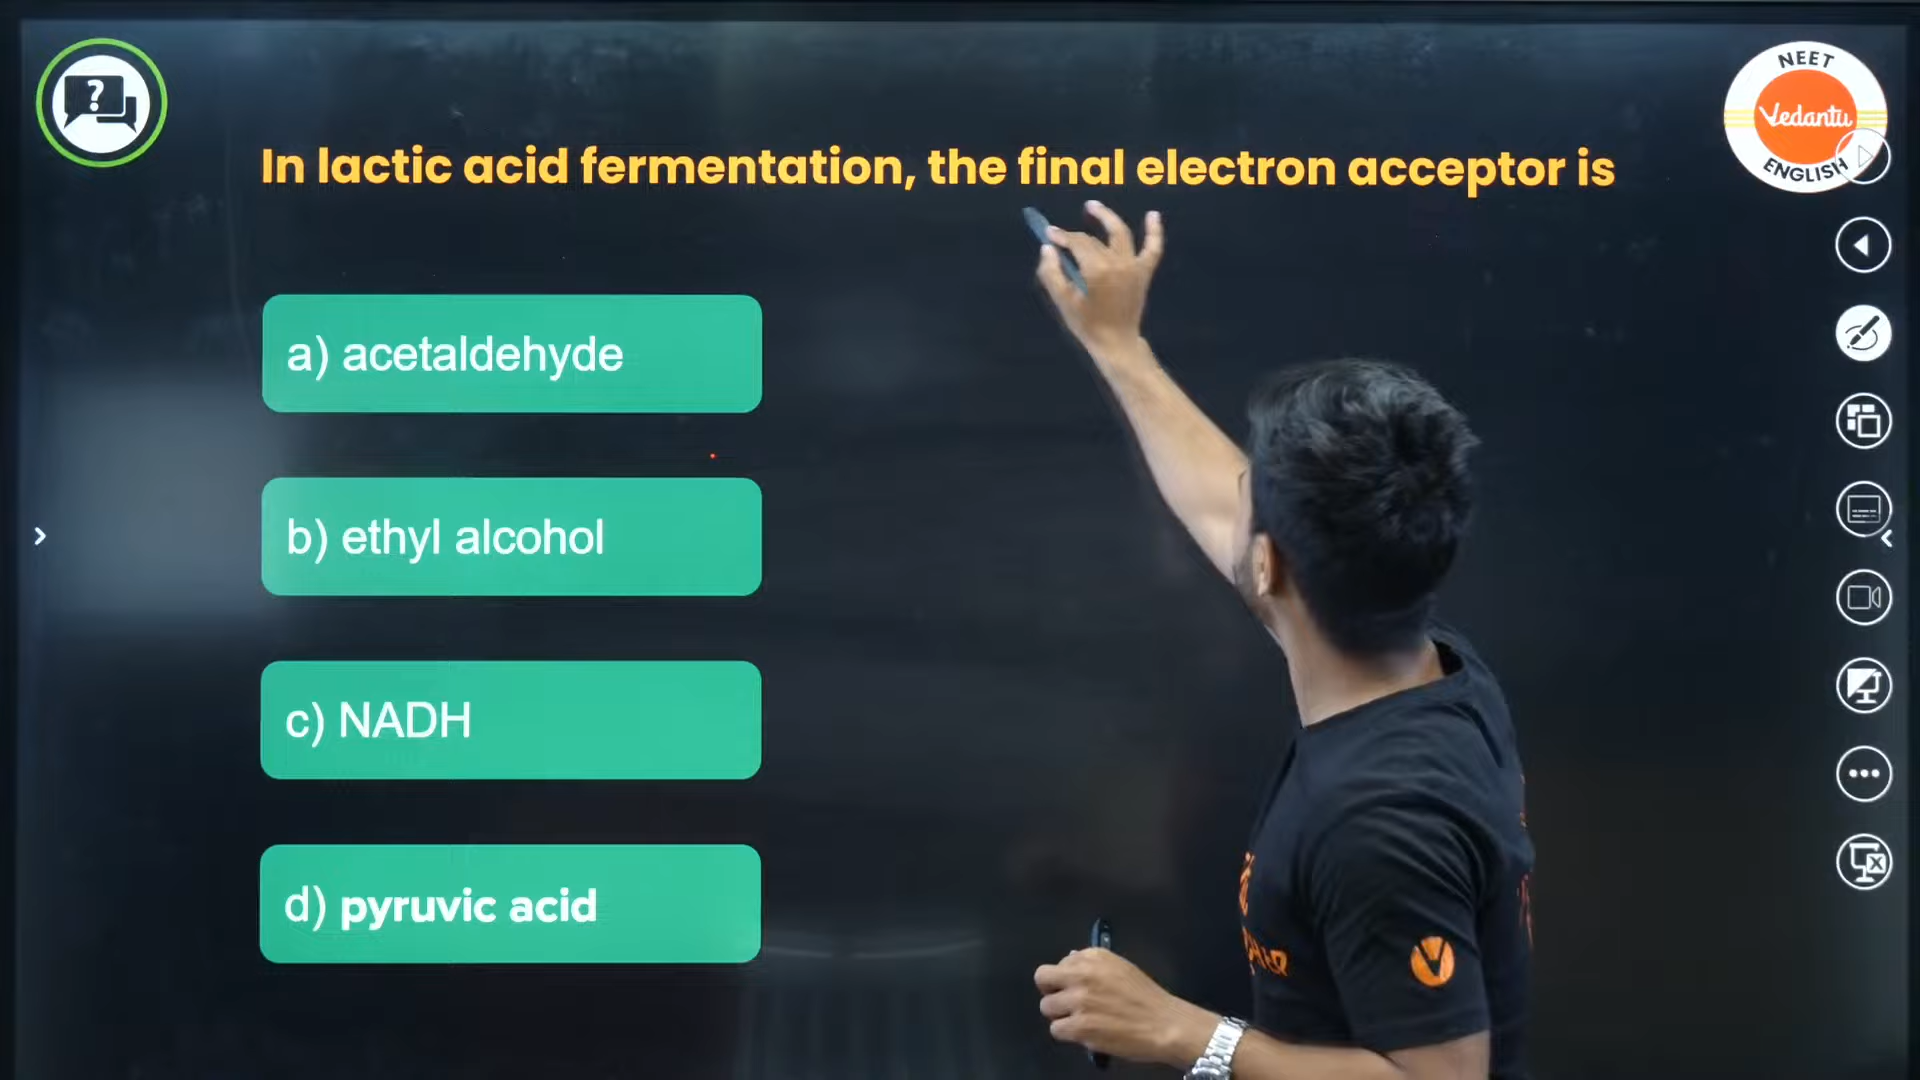 NEET
Vedantu
ENGLISH
In lactic acid fermentation, the final electron acceptor is
a) acetaldehyde
b) ethyl alcohol
c) NADH
d) pyruvic acid